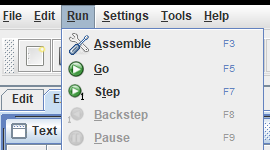 File Edit Run Settings Tools Help
Assemble F3
Go F5
Step F7
Backstep F8
Pause F9
Edit
Text